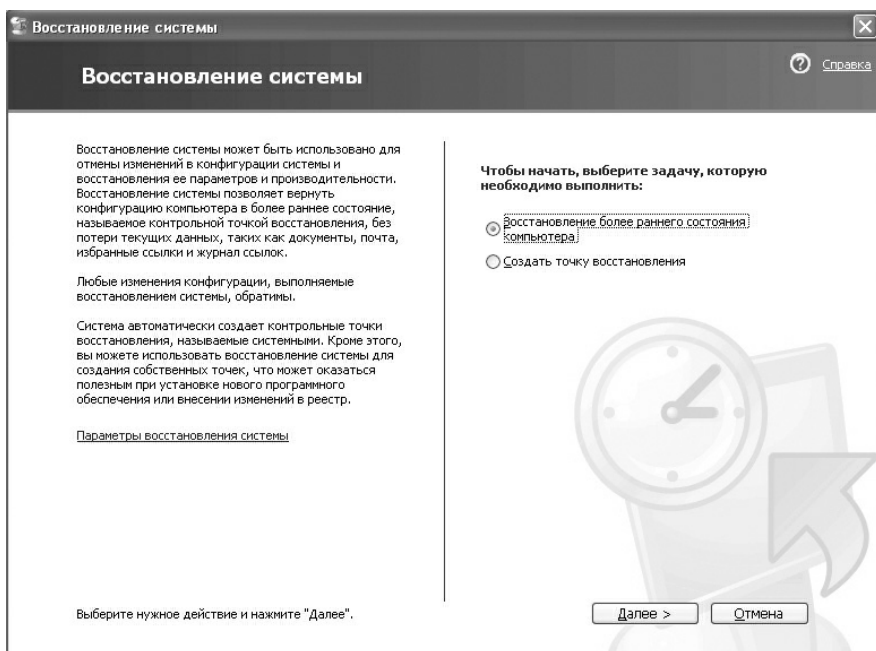 Восстановление системы
Восстановление системы
Справка
Восстановление системы может быть использовано для
отмены изменений в конфигурации системы и
восстановления ее параметров и производительности.
Восстановление системы позволяет вернуть
конфигурацию компьютера в более раннее состояние,
называемое контрольной точкой восстановления, без
потери текущих данных, таких как документы, почта,
избранные ссылки и журнал ссылок.
Любые изменения конфигурации, выполняемые
восстановлением системы, обратимы.
Система автоматически создает контрольные точки
восстановления, называемые системными. Кроме этого,
вы можете использовать восстановление системы для
создания собственных точек, что может оказаться
полезным при установке нового программного
обеспечения или внесении изменений в реестр.
Параметры восстановления системы
Выберите нужное действие и нажмите "Далее".
Чтобы начать, выберите задачу, которую
необходимо выполнить:
Восстановление более раннего состояния
компьютера
Создать точку восстановления
Далее >
Отмена